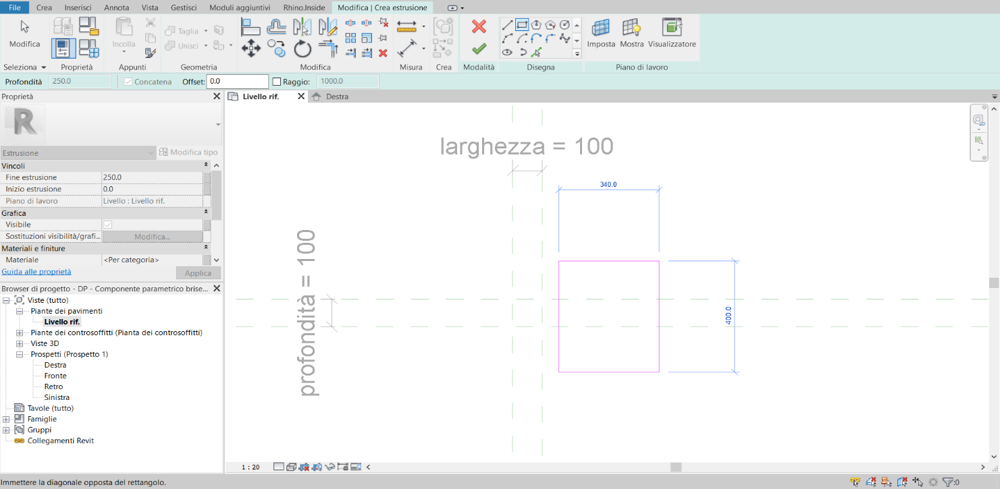 File Crea Inserisci Annota Vista Gestisci Moduli aggiuntivi Rhino.Inside Modifica | Crea estrusione
Modifica
Incolla
Taglia
Unisci
Imposta Mostra Visualizzatore
Seleziona Proprietà Appunti Geometria Modifica Misura Crea Modalità Disegna Piano di lavoro
Profondità 250.0 Concatena Offset: 0.0 Raggio: 1000.0
Proprietà
Livello rif. Destra
R
Estrusione Modifica tipo
Vincoli
Fine estrusione 250.0
Inizio estrusione 0.0
Piano di lavoro Livello : Livello rif.
Grafica
Visibile
Sostituzioni visibilità/grafi... Modifica...
Materiali e finiture
Materiale <Per categoria>
Guida alle proprietà Applica
Browser di progetto - DP - Componente parametrico brise...
Viste (tutto)
Piante dei pavimenti
Livello rif.
Piante dei controsoffitti (Pianta dei controsoffitti)
Viste 3D
Prospetti (Prospetto 1)
Destra
Fronte
Retro
Sinistra
Tavole (tutto)
Famiglie
Gruppi
Collegamenti Revit
larghezza = 100
340.0
profondità = 100
400.0
2D
1 : 20
Immettere la diagonale opposta del rettangolo.
:0